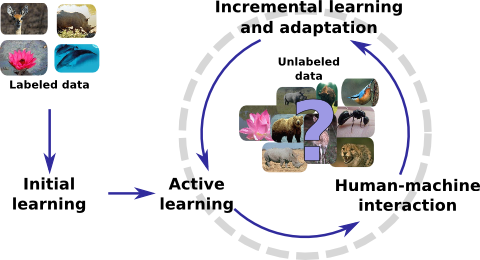 Incremental learning
and adaptation
Labeled data
Unlabeled
data
?
Initial
learning
Active
learning
Human-machine
interaction